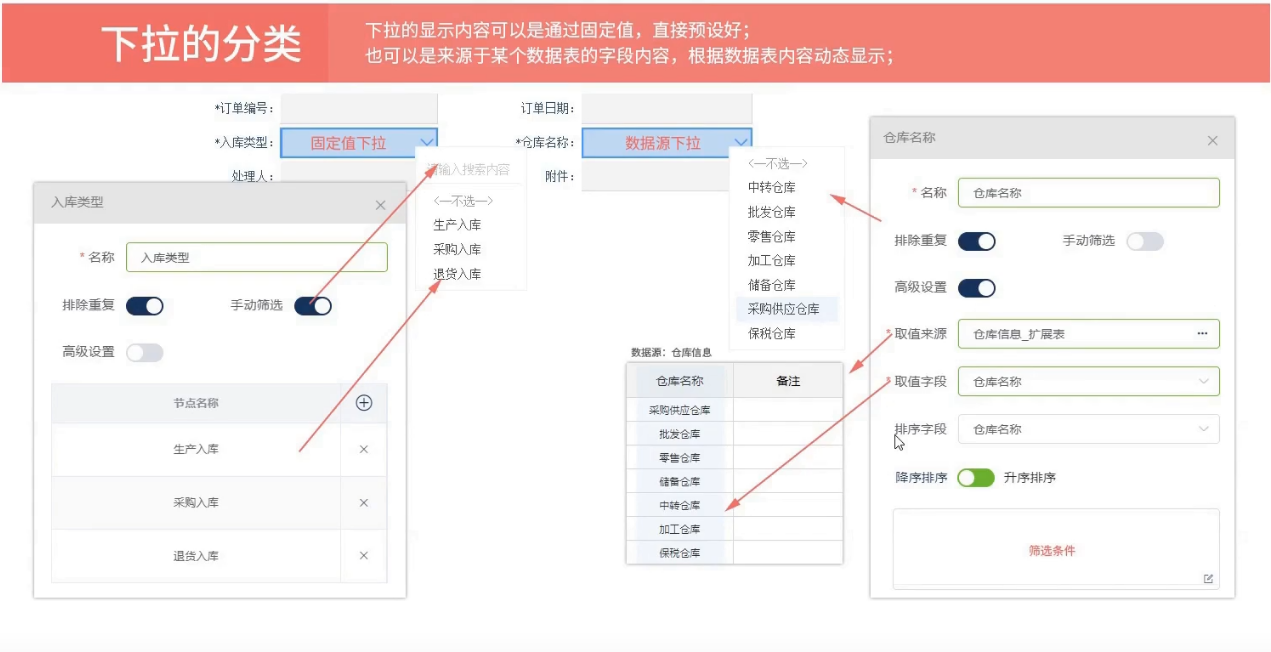 下拉的分类
下拉的显示内容可以是通过固定值，直接预设好；
也可以是来源于某个数据表的字段内容，根据数据表内容动态显示；
*订单编号：
订单日期：
*入库类型：
固定值下拉
*仓库名称：
数据源下拉
处理人：
附件：
请输入搜索内容
<—不选—>
生产入库
采购入库
退货入库
<—不选—>
中转仓库
批发仓库
零售仓库
加工仓库
储备仓库
采购供应仓库
保税仓库
入库类型
* 名称 入库类型
排除重复 手动筛选
高级设置
节点名称
生产入库
采购入库
退货入库
数据源：仓库信息
仓库名称 备注
采购供应仓库
批发仓库
零售仓库
储备仓库
中转仓库
加工仓库
保税仓库
仓库名称
* 名称 仓库名称
排除重复 手动筛选
高级设置
* 取值来源 仓库信息_扩展表 ···
* 取值字段 仓库名称
排序字段 仓库名称
降序排序 升序排序
筛选条件